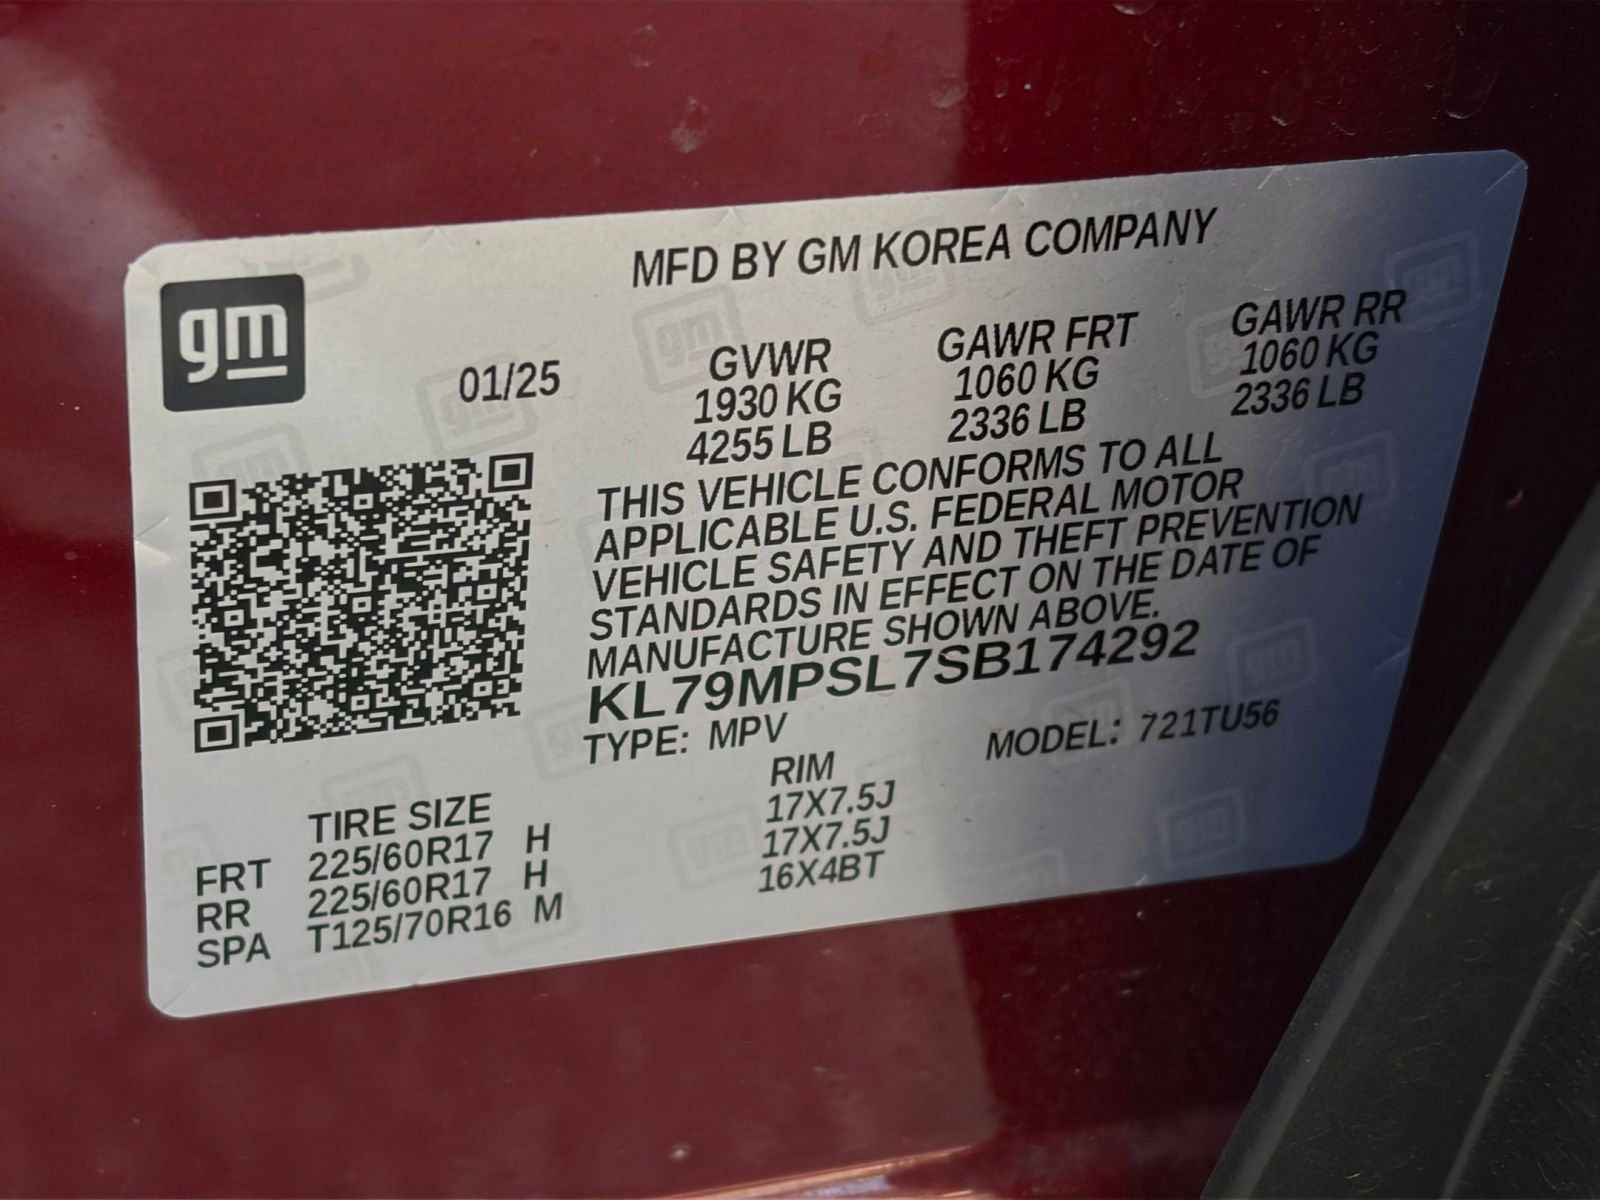 MFD BY GM KOREA COMPANY
gm
01/25
GVWR GAWR FRT GAWR RR
1930 KG 1060 KG 1060 KG
4255 LB 2336 LB 2336 LB
THIS VEHICLE CONFORMS TO ALL
APPLICABLE U.S. FEDERAL MOTOR
VEHICLE SAFETY AND THEFT PREVENTION
STANDARDS IN EFFECT ON THE DATE OF
MANUFACTURE SHOWN ABOVE.
KL79MPSL7SB174292
TYPE: MPV MODEL: 721TU56
TIRE SIZE RIM
FRT 225/60R17 H 17X7.5J
RR 225/60R17 H 17X7.5J
SPA T125/70R16 M 16X4BT